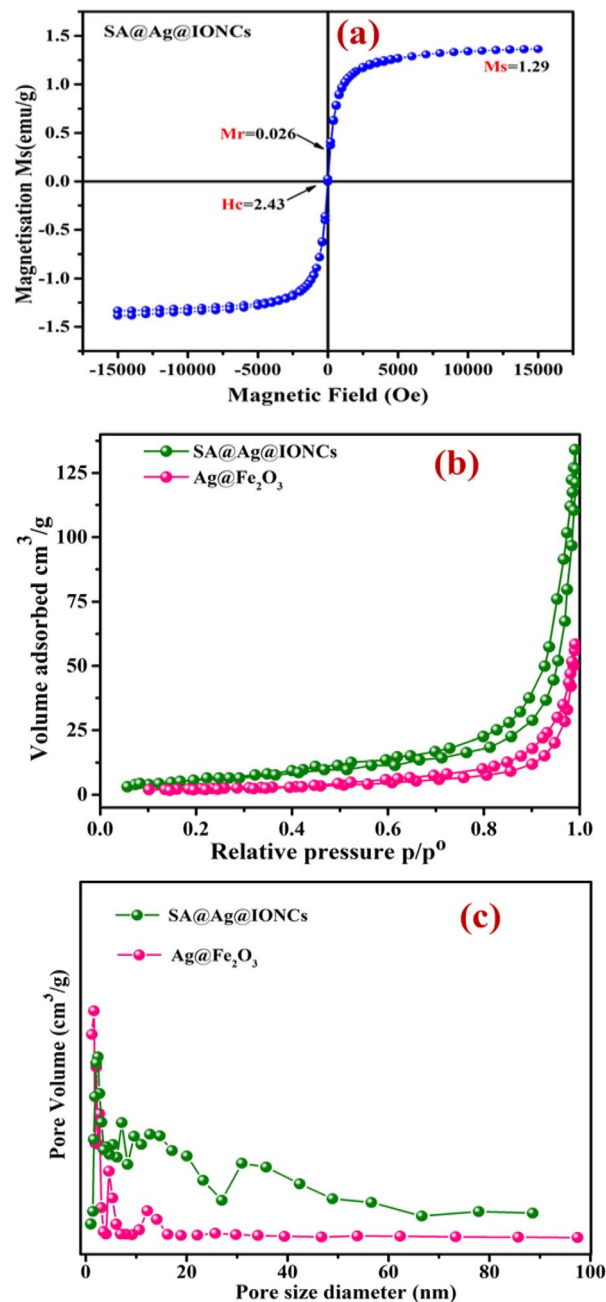 SA@Ag@IONCs
(a)
Ms=1.29
Mr=0.026
Hc=2.43
Magnetisation Ms(emu/g)
1.5
1.0
0.5
0.0
-0.5
-1.0
-1.5
-15000 -10000 -5000 0 5000 10000 15000
Magnetic Field (Oe)
SA@Ag@IONCs
Ag@Fe₂O₃
(b)
Volume adsorbed cm³/g
125
100
75
50
25
0
0.0 0.2 0.4 0.6 0.8 1.0
Relative pressure p/p⁰
SA@Ag@IONCs
Ag@Fe₂O₃
(c)
Pore Volume (cm³/g)
0 20 40 60 80 100
Pore size diameter (nm)